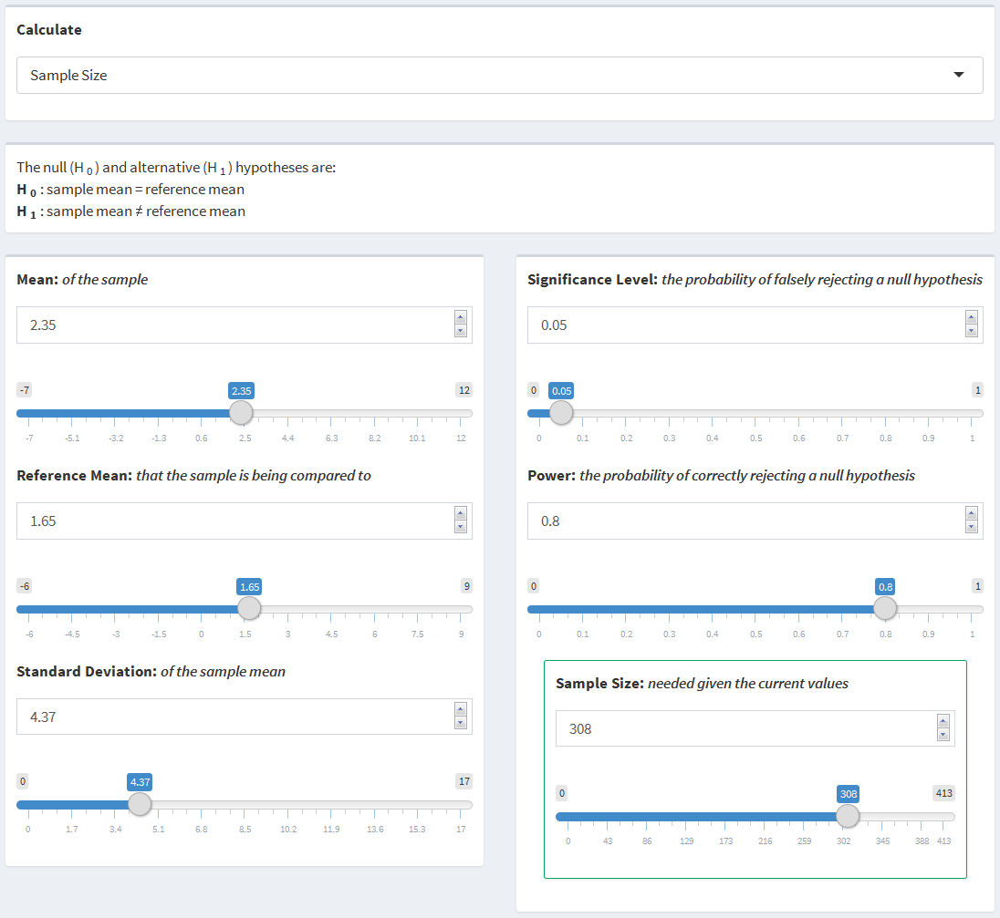 Calculate
Sample Size
The null (H 0 ) and alternative (H 1 ) hypotheses are:
H 0 : sample mean = reference mean
H 1 : sample mean ≠ reference mean
Mean: of the sample
2.35
-7 2.35 12
-7 -5.1 -3.2 -1.3 0.6 2.5 4.4 6.3 8.2 10.1 12
Reference Mean: that the sample is being compared to
1.65
-6 1.65 9
-6 -4.5 -3 -1.5 0 1.5 3 4.5 6 7.5 9
Standard Deviation: of the sample mean
4.37
0 4.37 17
0 1.7 3.4 5.1 6.8 8.5 10.2 11.9 13.6 15.3 17
Significance Level: the probability of falsely rejecting a null hypothesis
0.05
0 0.05 1
0 0.1 0.2 0.3 0.4 0.5 0.6 0.7 0.8 0.9 1
Power: the probability of correctly rejecting a null hypothesis
0.8
0 0.8 1
0 0.1 0.2 0.3 0.4 0.5 0.6 0.7 0.8 0.9 1
Sample Size: needed given the current values
308
0 308 413
0 43 86 129 173 216 259 302 345 388 413